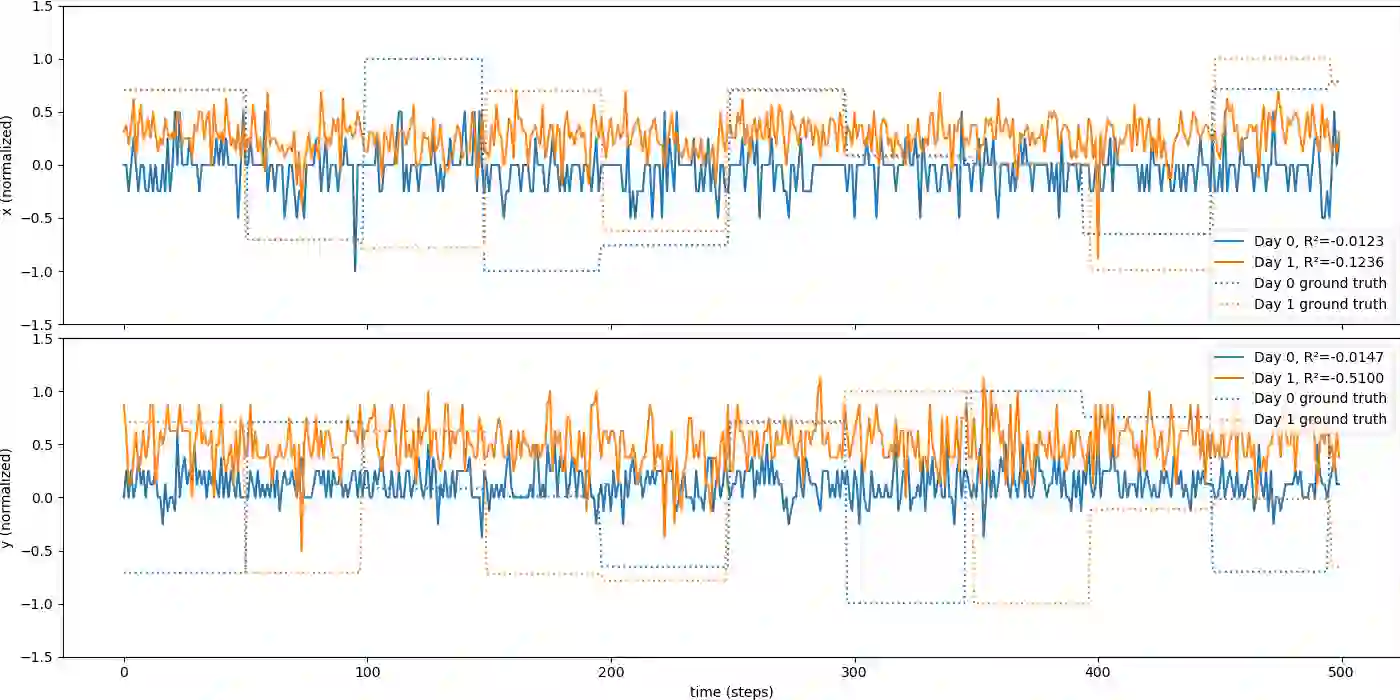 1.5
1.0
0.5
0.0
−0.5
−1.0
−1.5
x (normalized)
Day 0, R²=-0.0123
Day 1, R²=-0.1236
Day 0 ground truth
Day 1 ground truth
1.5
1.0
0.5
0.0
−0.5
−1.0
−1.5
y (normalized)
Day 0, R²=-0.0147
Day 1, R²=-0.5100
Day 0 ground truth
Day 1 ground truth
0 100 200 300 400 500
time (steps)